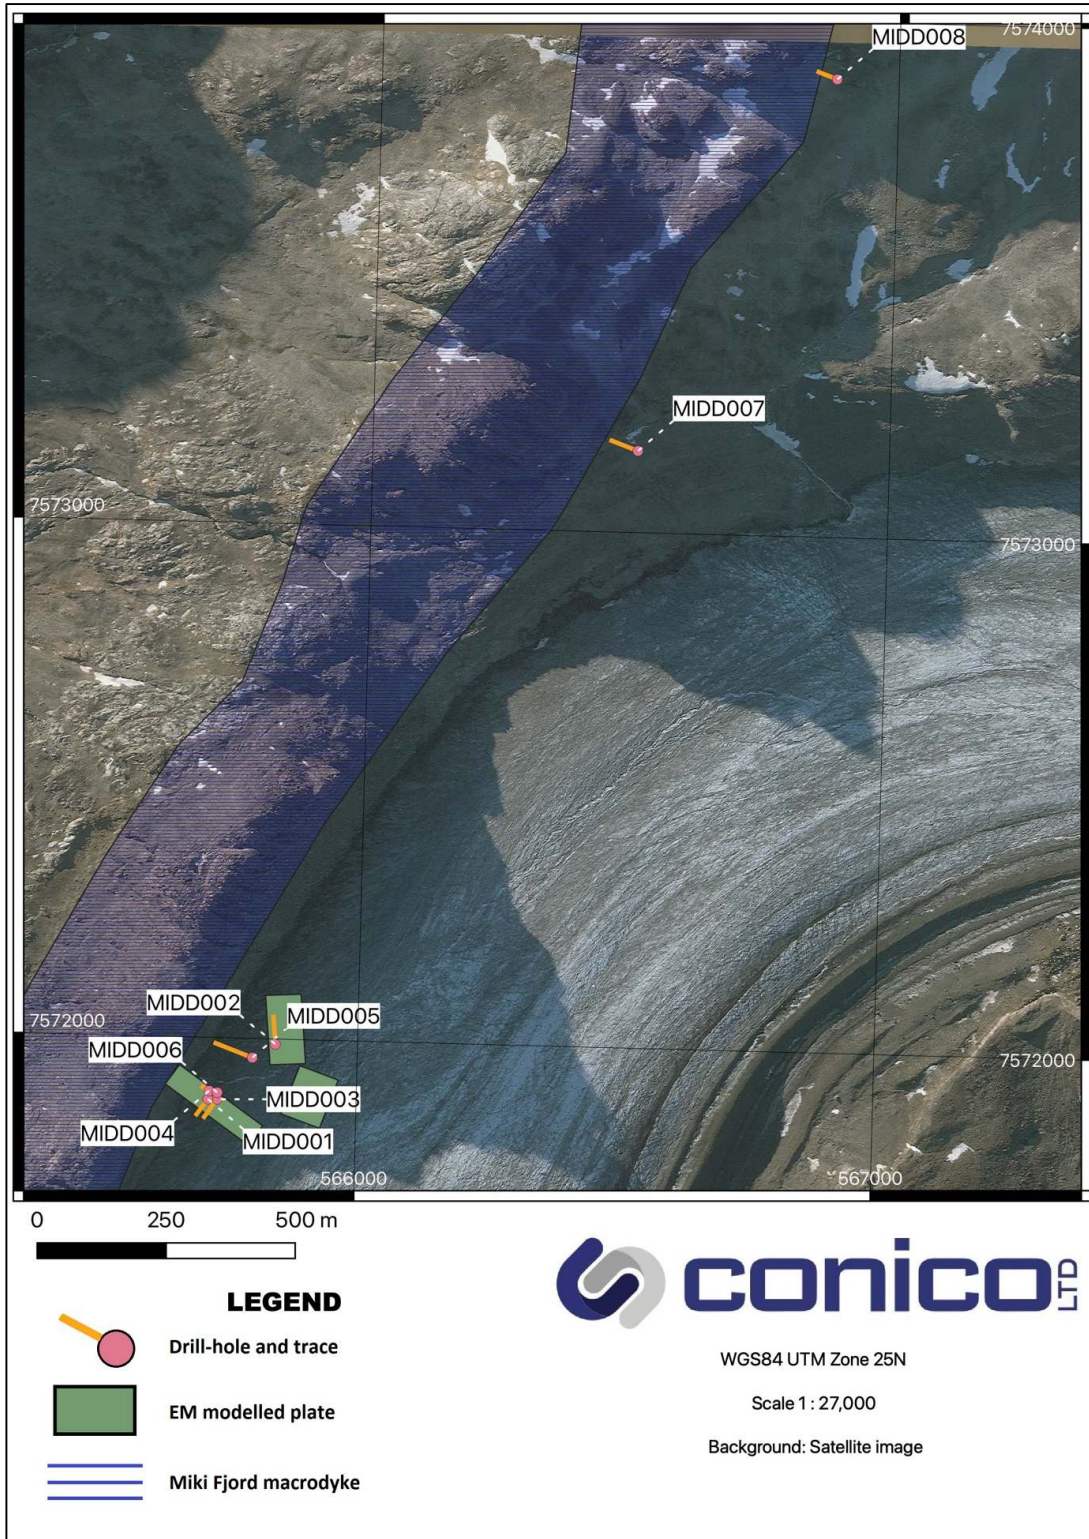 MIDD008
7574000
MIDD007
7573000
7573000
MIDD002
MIDD005
7572000
7572000
MIDD006
MIDD003
MIDD004
MIDD001
566000
567000
0 250 500 m
conico LTD
LEGEND
Drill-hole and trace
WGS84 UTM Zone 25N
Scale 1 : 27,000
EM modelled plate
Background: Satellite image
Miki Fjord macrodyke